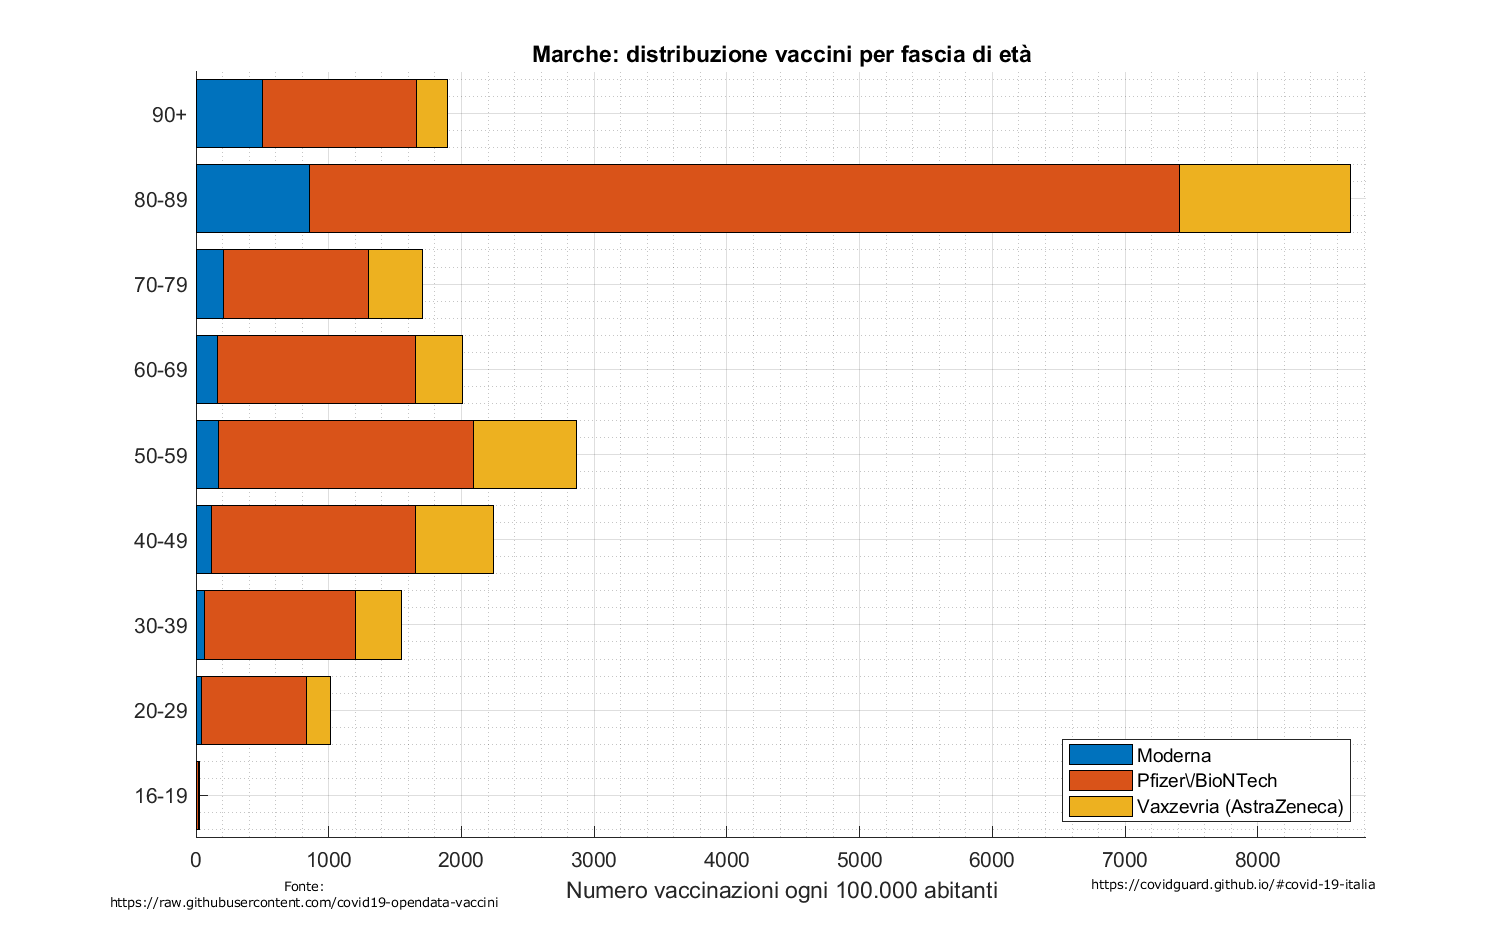 Marche: distribuzione vaccini per fascia di età
90+
80-89
70-79
60-69
50-59
40-49
30-39
20-29
16-19
Moderna
Pfizer\/BioNTech
Vaxzevria (AstraZeneca)
0 1000 2000 3000 4000 5000 6000 7000 8000
Numero vaccinazioni ogni 100.000 abitanti
Fonte:
https://raw.githubusercontent.com/covid19-opendata-vaccini
https://covidguard.github.io/#covid-19-italia